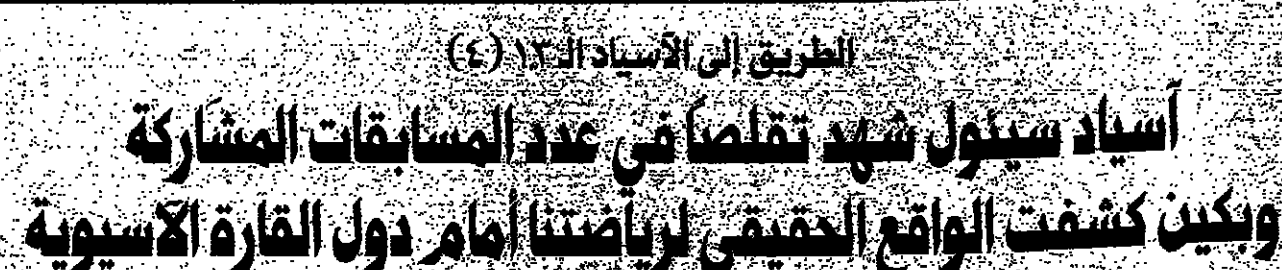 الطريق إلى الآسياد الـ ١٣ (٤)
آسياد سيئول شهد تقلصاً في عدد المسابقات المشاركة
وبكين كشفت الواقع الحقيقي لرياضتنا أمام دول القارة الآسيوية